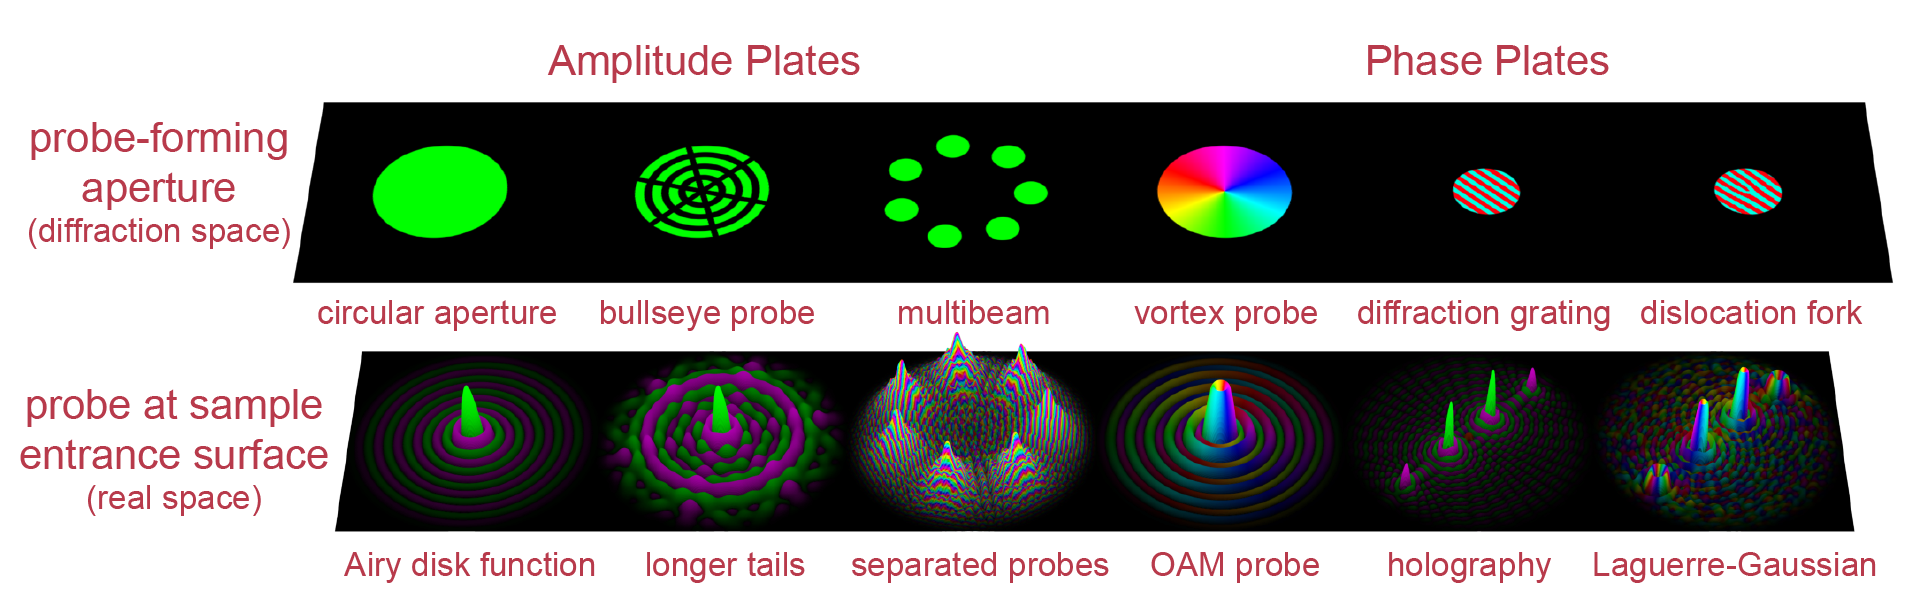 Amplitude Plates
Phase Plates
probe-forming
aperture
(diffraction space)
circular aperture
bullseye probe
multibeam
vortex probe
diffraction grating
dislocation fork
probe at sample
entrance surface
(real space)
Airy disk function
longer tails
separated probes
OAM probe
holography
Laguerre-Gaussian